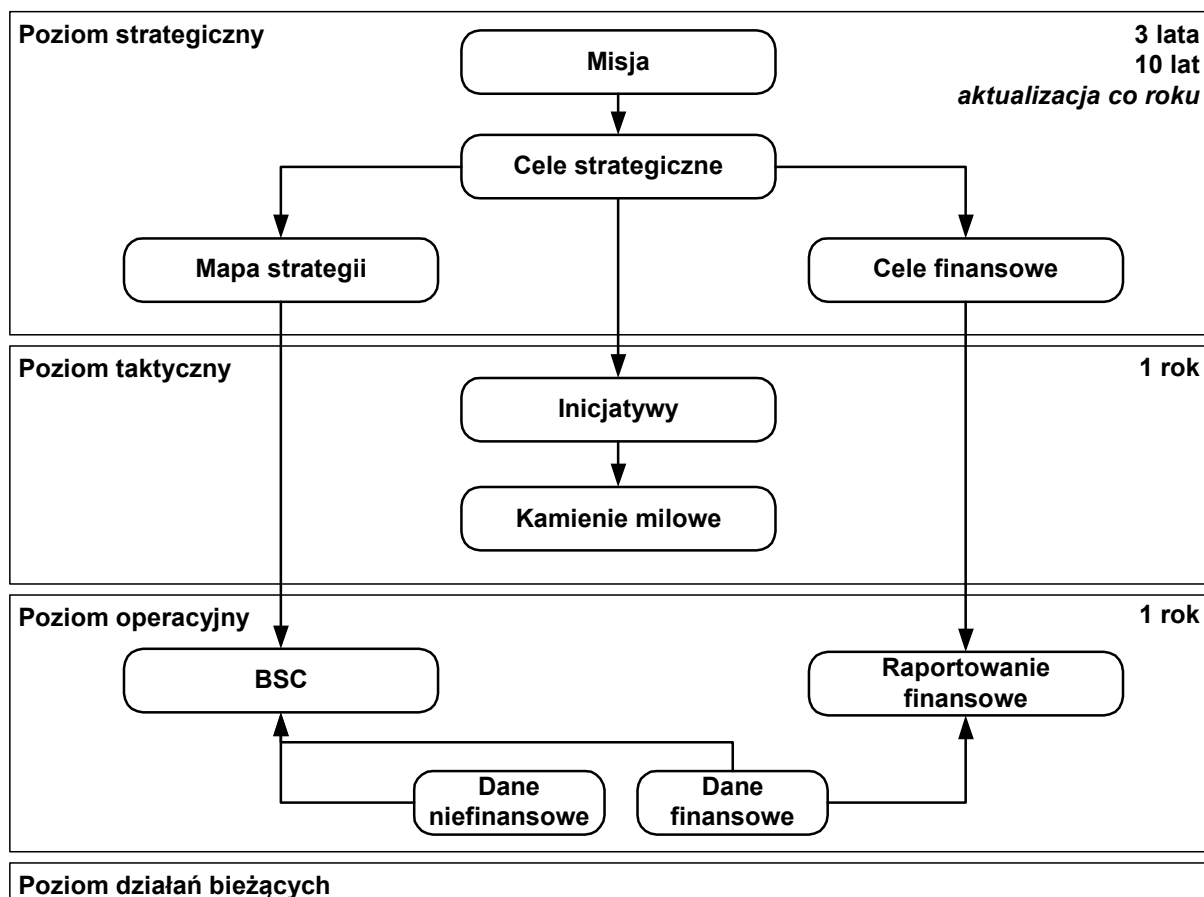 Poziom strategiczny
3 lata
10 lat
aktualizacja co roku
Misja
Cele strategiczne
Mapa strategii
Cele finansowe
Poziom taktyczny
1 rok
Inicjatywy
Kamienie milowe
Poziom operacyjny
1 rok
BSC
Raportowanie
finansowe
Dane
niefinansowe
Dane
finansowe
Poziom działań bieżących